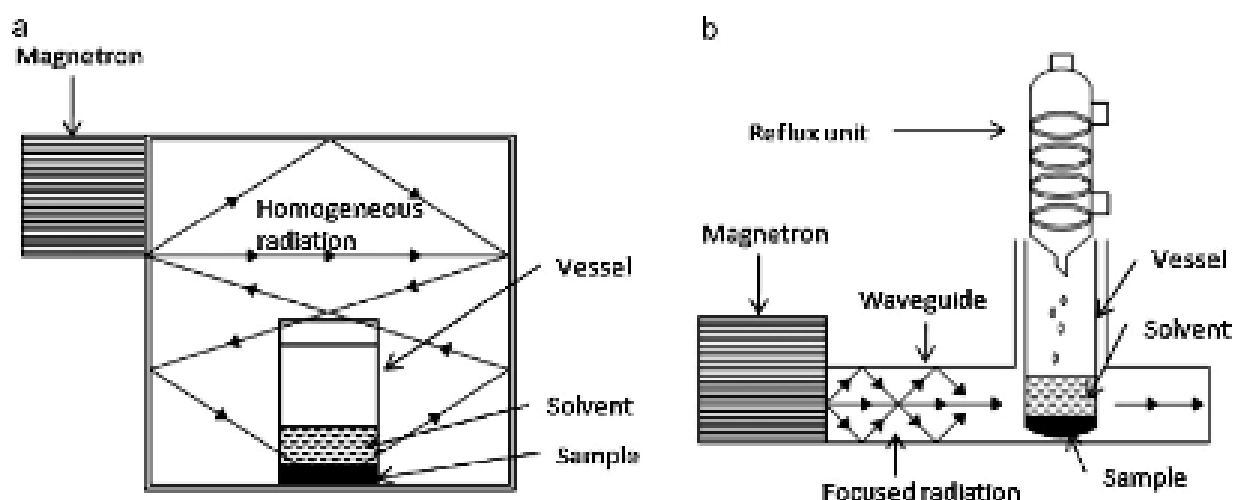 a
Magnetron
Homogeneous
radiation
Vessel
Solvent
Sample
b
Reflux unit
Magnetron
Waveguide
Vessel
Solvent
Sample
Focused radiation